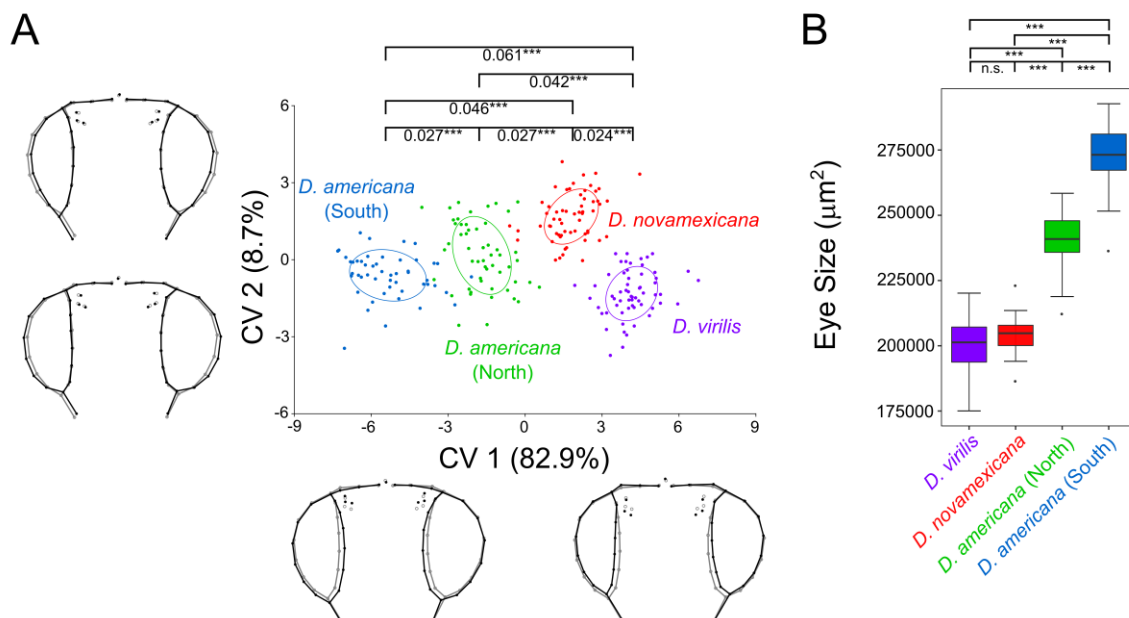 A
B
0.061***
0.042***
0.046***
0.027***
0.027***
0.024***
***
***
***
n.s.
***
***
6
3
0
-3
-6
-9
-6
-3
0
3
6
9
CV 2 (8.7%)
CV 1 (82.9%)
D. americana
(South)
D. novamexicana
D. americana
(North)
D. virilis
Eye Size (μm²)
275000
250000
225000
200000
175000
D. virilis
D. novamexicana
D. americana (North)
D. americana (South)